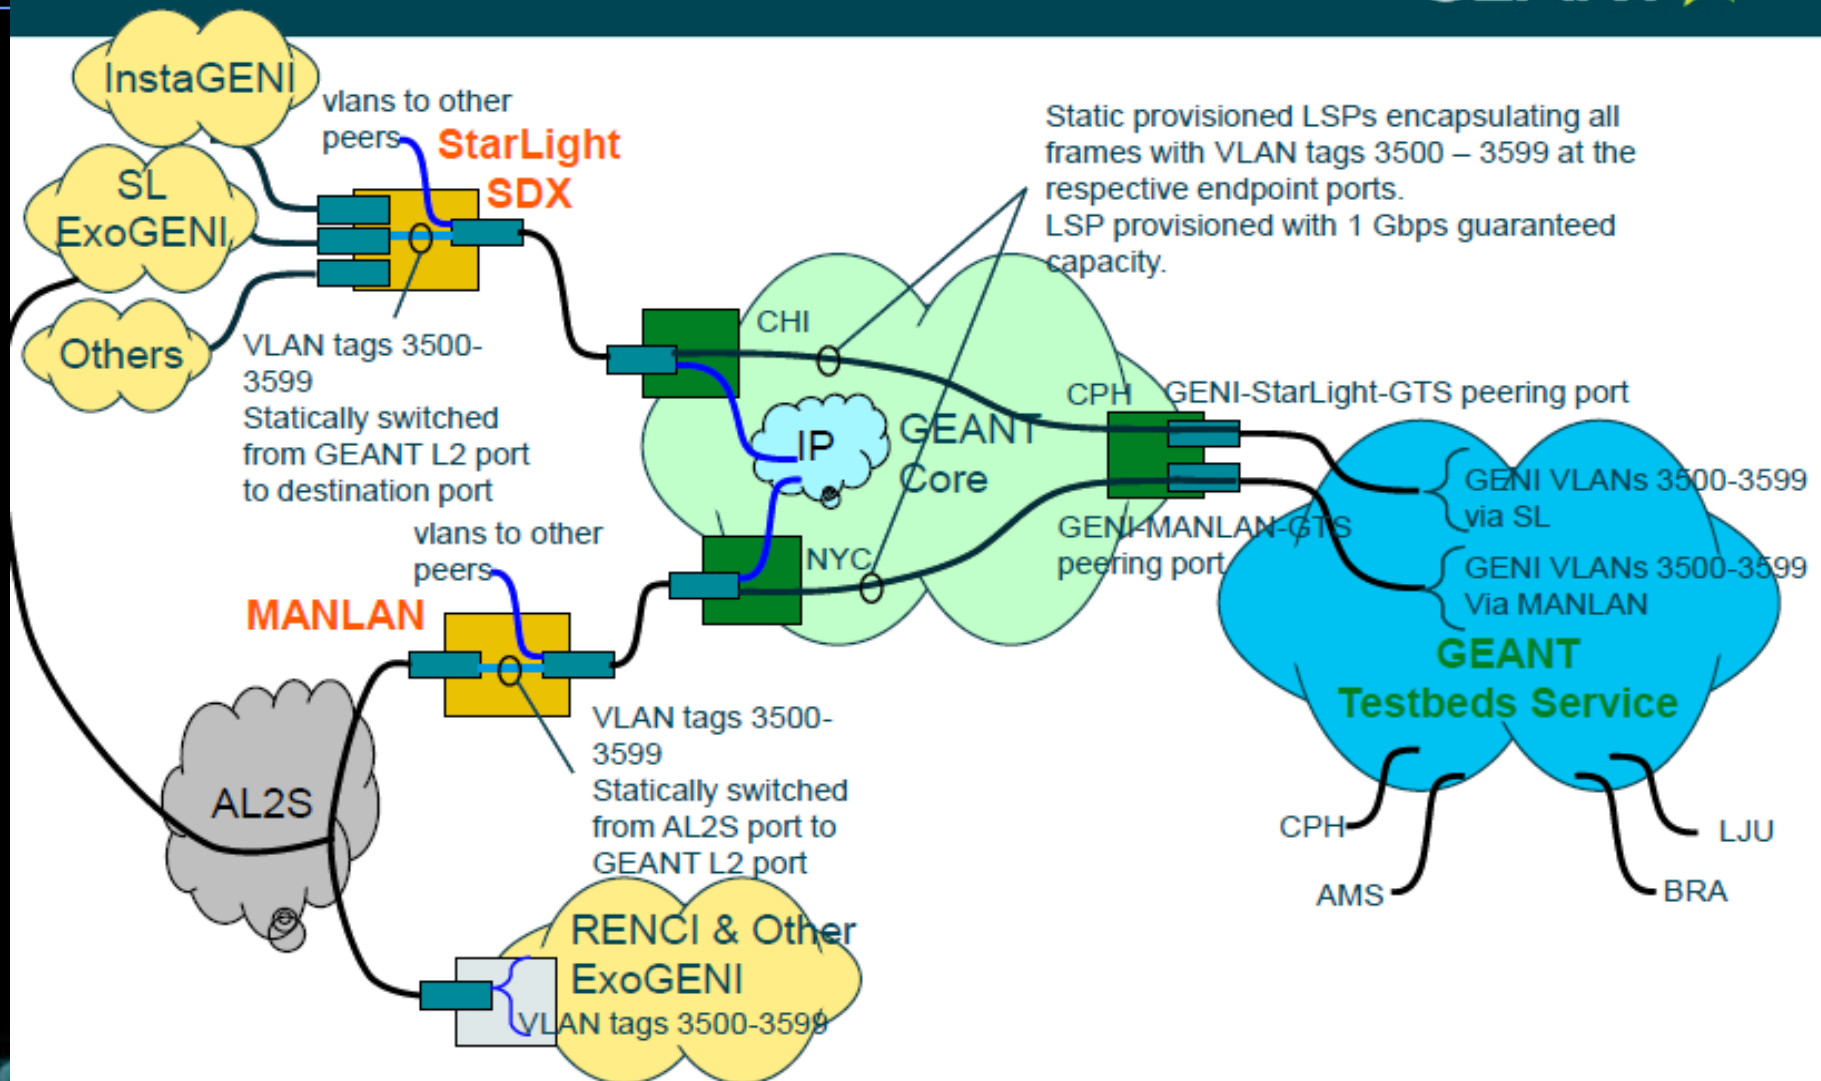 InstaGENI
vlans to other
peers
StarLight
SDX
SL
ExoGENI
Others
VLAN tags 3500-
3599
Statically switched
from GEANT L2 port
to destination port
Static provisioned LSPs encapsulating all
frames with VLAN tags 3500 – 3599 at the
respective endpoint ports.
LSP provisioned with 1 Gbps guaranteed
capacity.
CHI
IP
GEANT
Core
CPH
GENI-StarLight-GTS peering port
GENI VLANs 3500-3599
via SL
GENI-MANLAN-GTS
peering port
GENI VLANs 3500-3599
Via MANLAN
GEANT
Testbeds Service
CPH
AMS
LJU
BRA
NYC
vlans to other
peers
MANLAN
VLAN tags 3500-
3599
Statically switched
from AL2S port to
GEANT L2 port
AL2S
RENCI & Other
ExoGENI
VLAN tags 3500-3599